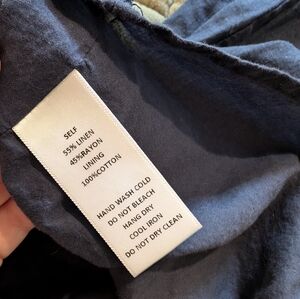 SELF
55% LINEN
45%RAYON
LINING
100%COTTON
HAND WASH COLD
DO NOT BLEACH
HANG DRY
COOL IRON
DO NOT DRY CLEAN